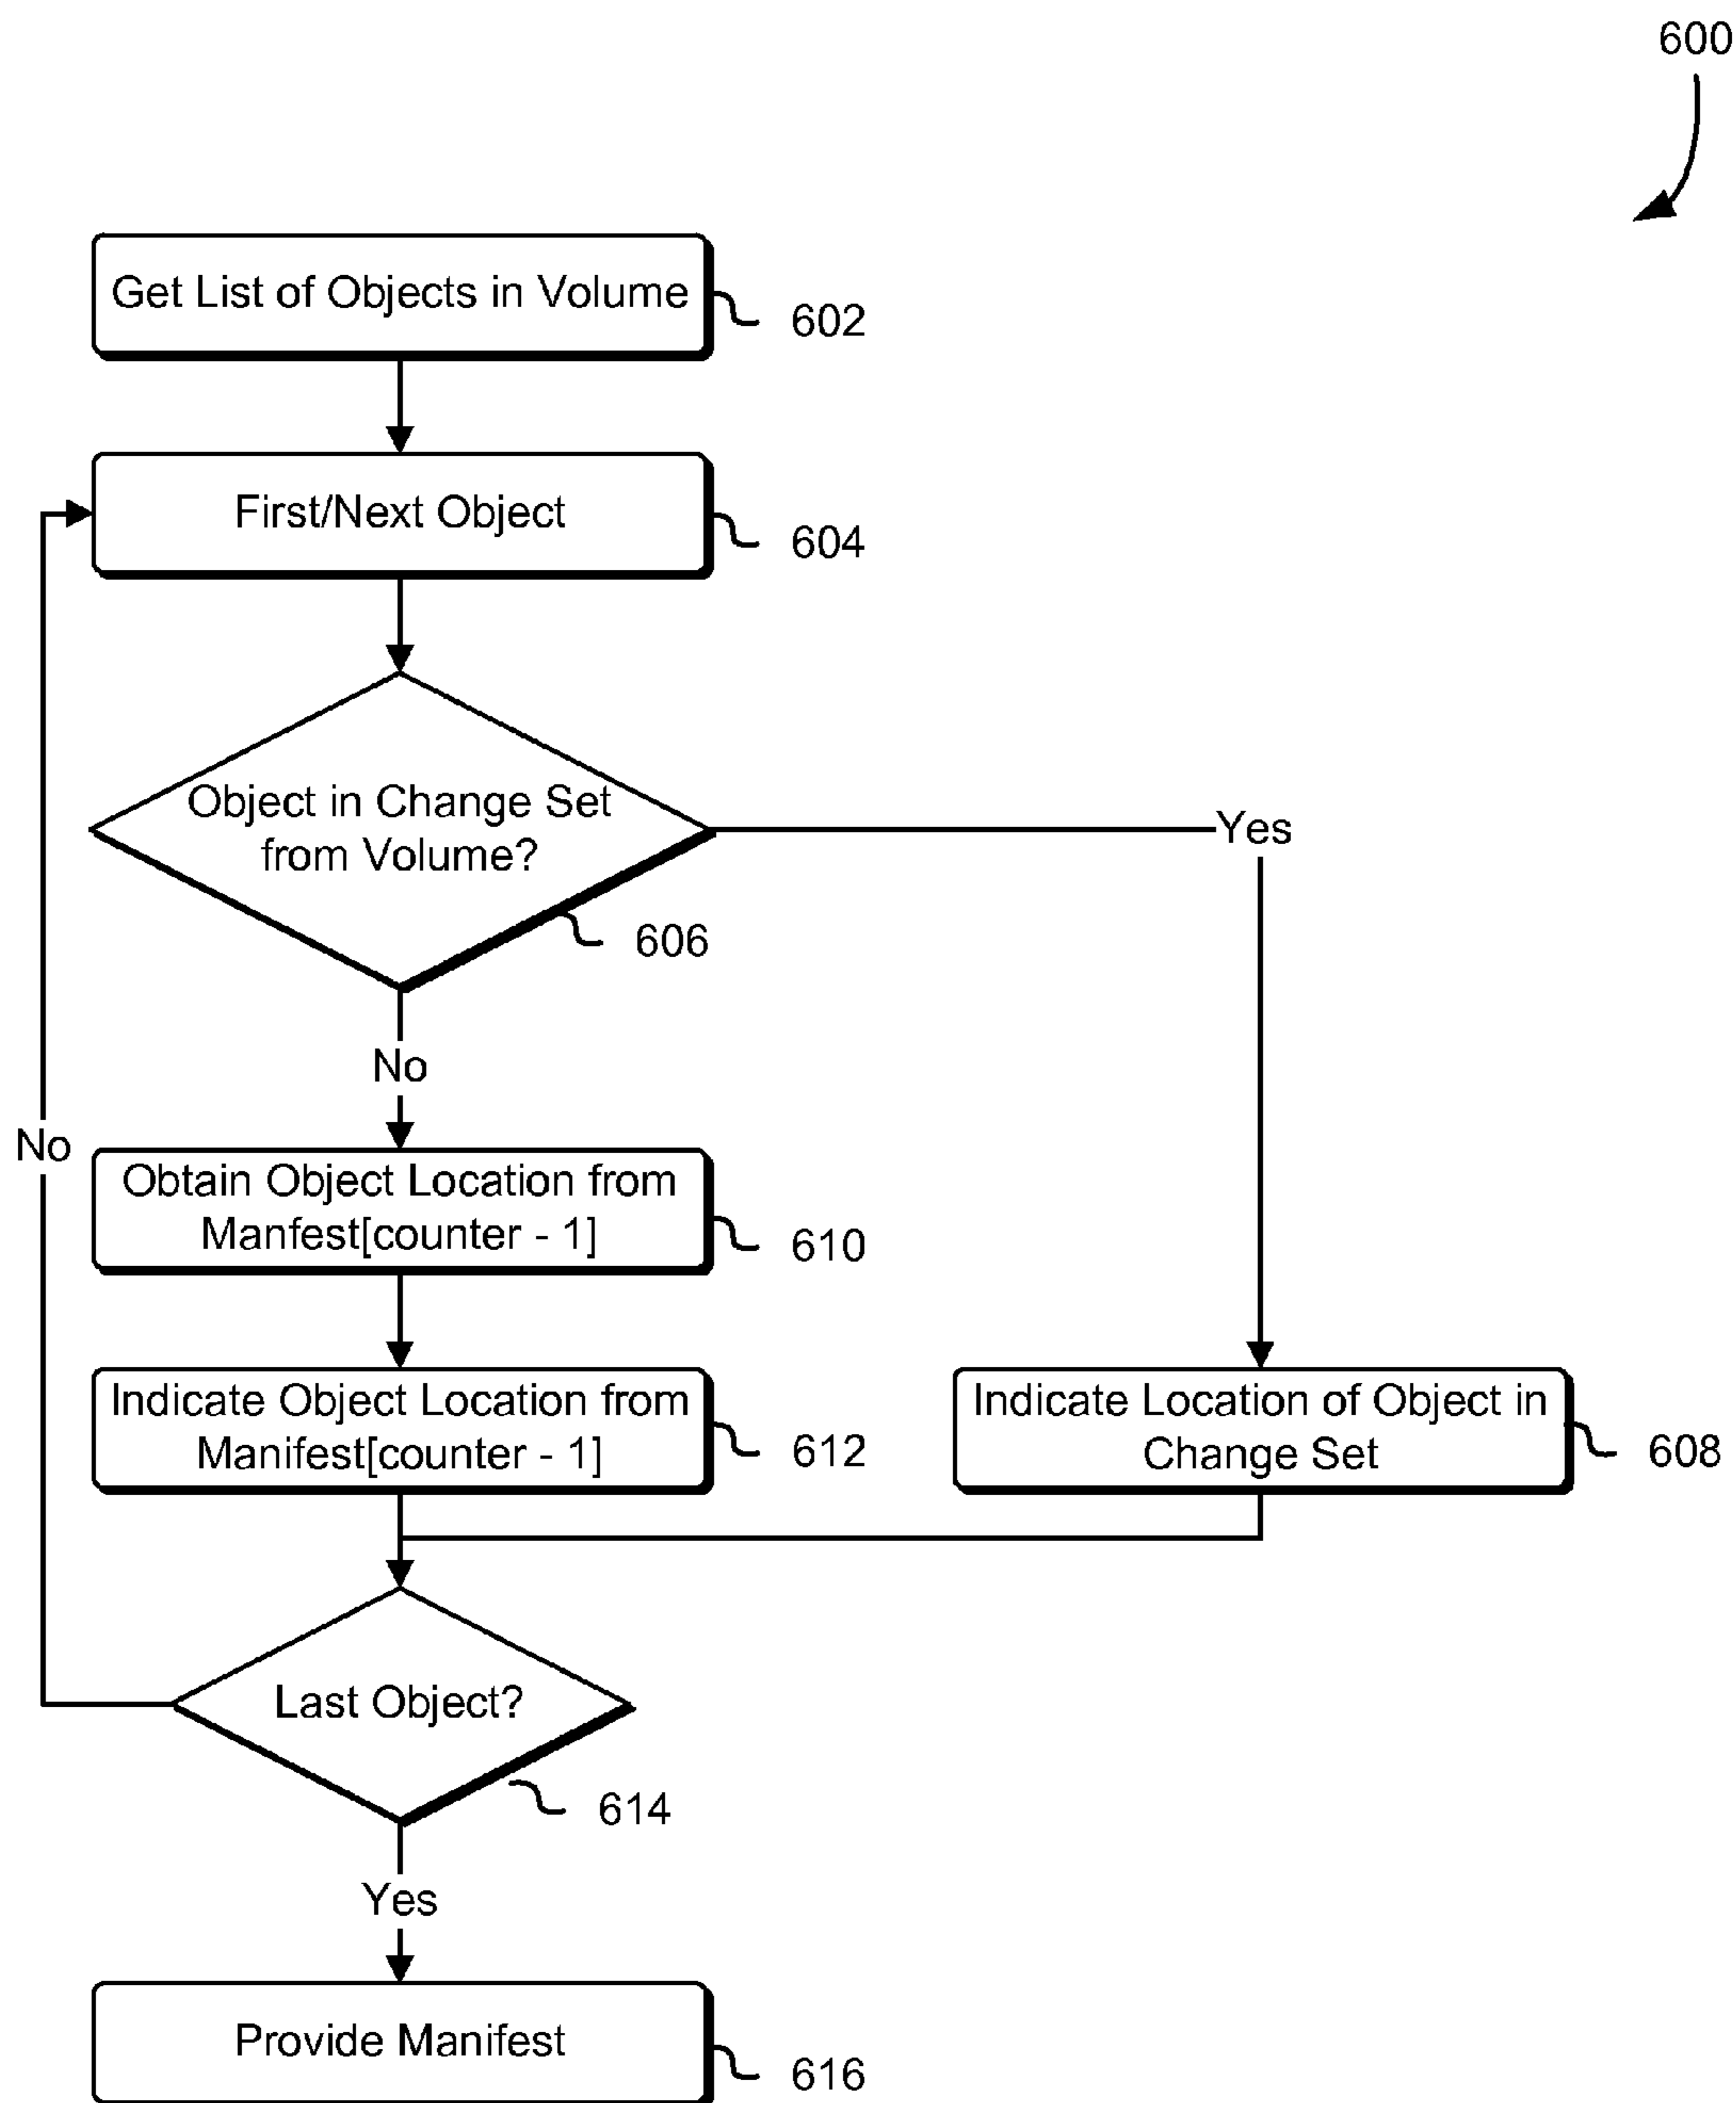 600
Get List of Objects in Volume
602
First/Next Object
604
Object in Change Set
from Volume?
606
Yes
No
No
Obtain Object Location from
Manfest[counter - 1]
610
Indicate Object Location from
Manifest[counter - 1]
612
Indicate Location of Object in
Change Set
608
Last Object?
614
Yes
Provide Manifest
616